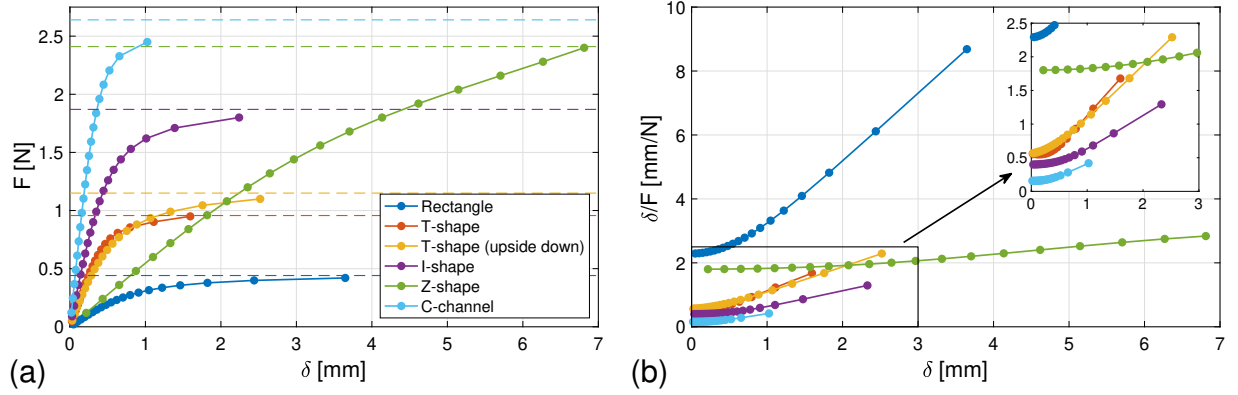 F [N]
2.5
2
1.5
1
0.5
0
0 1 2 3 4 5 6 7
δ [mm]
(a)
Rectangle
T-shape
T-shape (upside down)
I-shape
Z-shape
C-channel
δ/F [mm/N]
10
8
6
4
2
0
0 1 2 3 4 5 6 7
δ [mm]
(b)
2.5
2
1.5
1
0.5
0
0 1 2 3